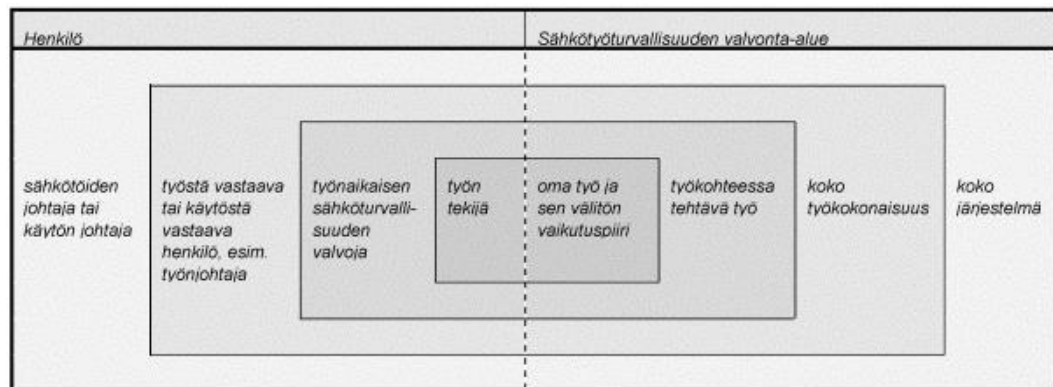 Henkilö
Sähkötyöturvallisuuden valvonta-alue
sähkötöiden
johtaja tai
käytön johtaja
työstä vastaava
tai käytöstä
vastaava
henkilö, esim.
työnjohtaja
työnaikaisen
sähköturvalli-
suuden
valvoja
työn
tekijä
oma työ ja
sen välitön
vaikutuspiiri
työkohteessa
tehtävä työ
koko
työkokonaisuus
koko
järjestelmä